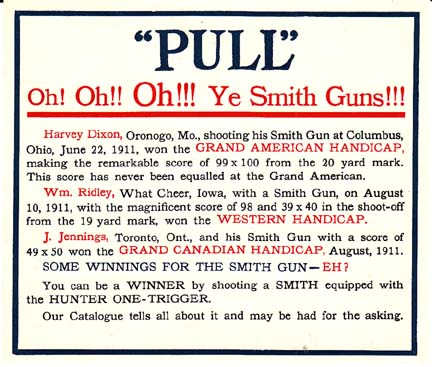 "PULL"
Oh! Oh!! Oh!!! Ye Smith Guns!!!
Harvey Dixon, Oronogo, Mo., shooting his Smith Gun at Columbus,
Ohio, June 22, 1911, won the GRAND AMERICAN HANDICAP,
making the remarkable score of 99 x 100 from the 20 yard mark.
This score has never been equalled at the Grand American.
Wm. Ridley, What Cheer, Iowa, with a Smith Gun, on August
10, 1911, with the magnificent score of 98 and 39 x 40 in the shoot-off
from the 19 yard mark, won the WESTERN HANDICAP.
J. Jennings, Toronto, Ont., and his Smith Gun with a score of
49 x 50 won the GRAND CANADIAN HANDICAP, August, 1911.
SOME WINNINGS FOR THE SMITH GUN—EH?
You can be a WINNER by shooting a SMITH equipped with
the HUNTER ONE-TRIGGER.
Our Catalogue tells all about it and may be had for the asking.